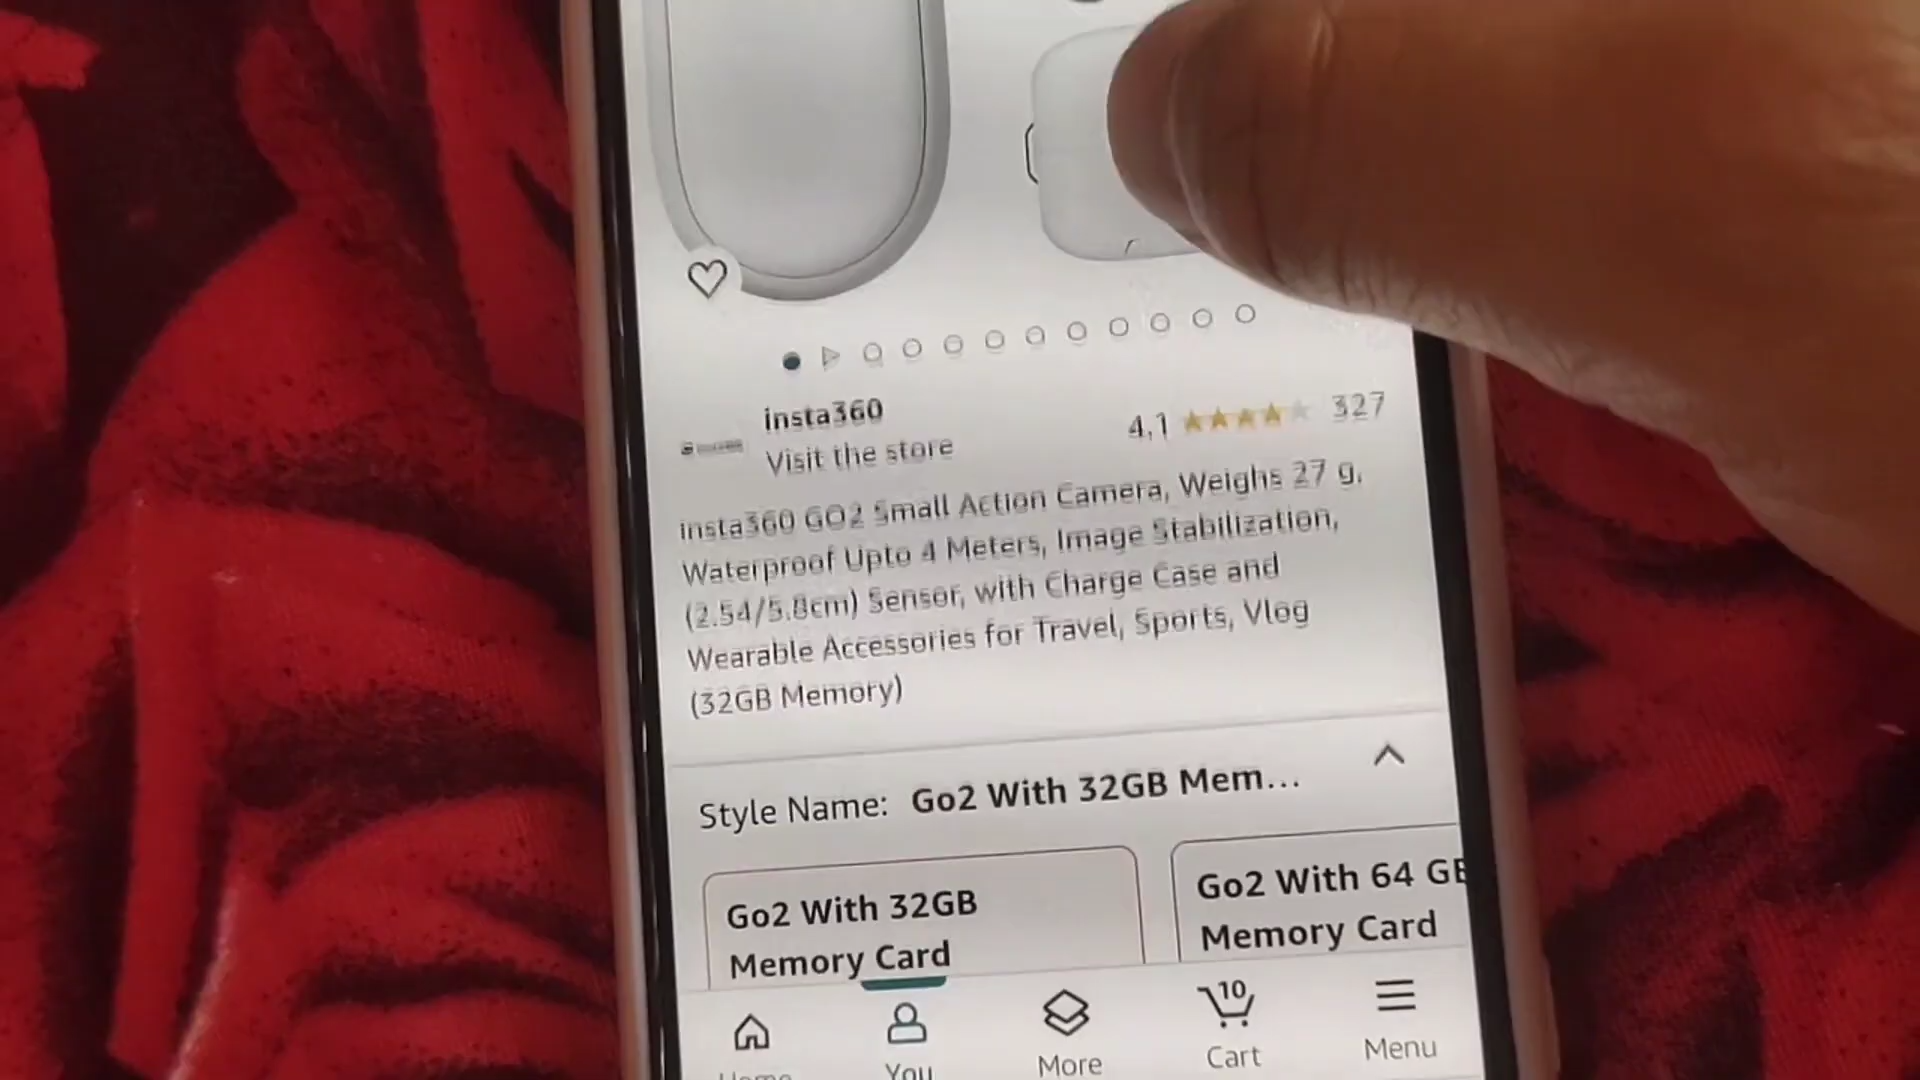 insta360
Visit the store
4,1
327
insta360 GO2 Small Action Camera, Weighs 27 g,
Waterproof Upto 4 Meters, Image Stabilization,
(2.54/5.8cm) Sensor, with Charge Case and
Wearable Accessories for Travel, Sports, Vlog
(32GB Memory)
Style Name: Go2 With 32GB Mem...
Go2 With 32GB
Memory Card
Go2 With 64 GB
Memory Card
Home
You
More
10
Cart
Menu